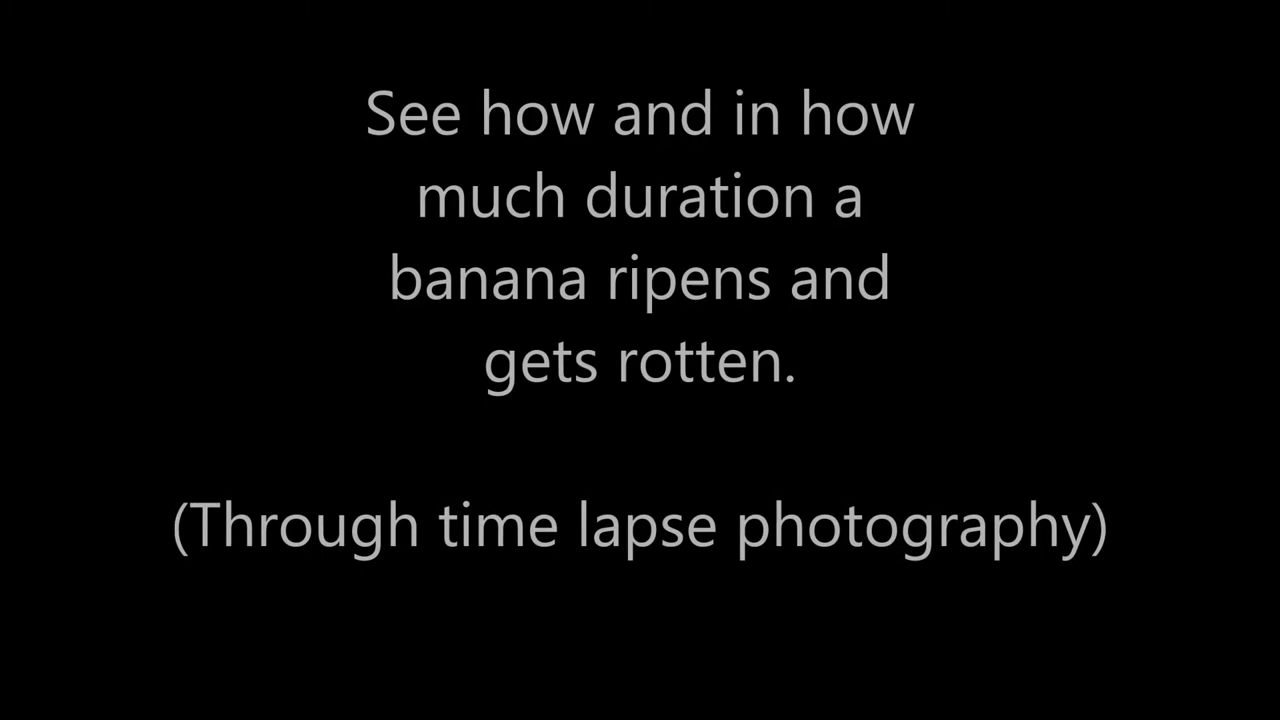 See how and in how
much duration a
banana ripens and
gets rotten.
(Through time lapse photography)